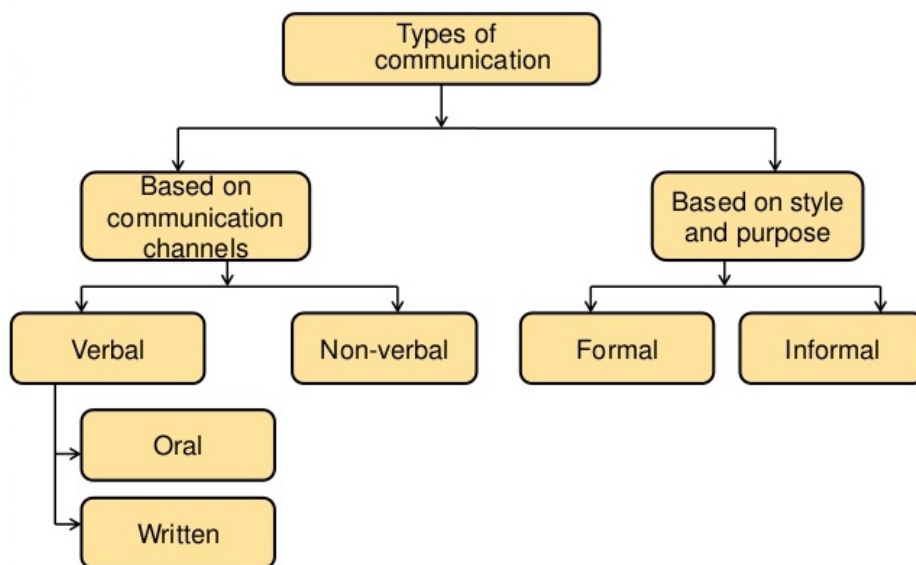 Types of
communication
Based on
communication
channels
Based on style
and purpose
Verbal
Non-verbal
Formal
Informal
Oral
Written